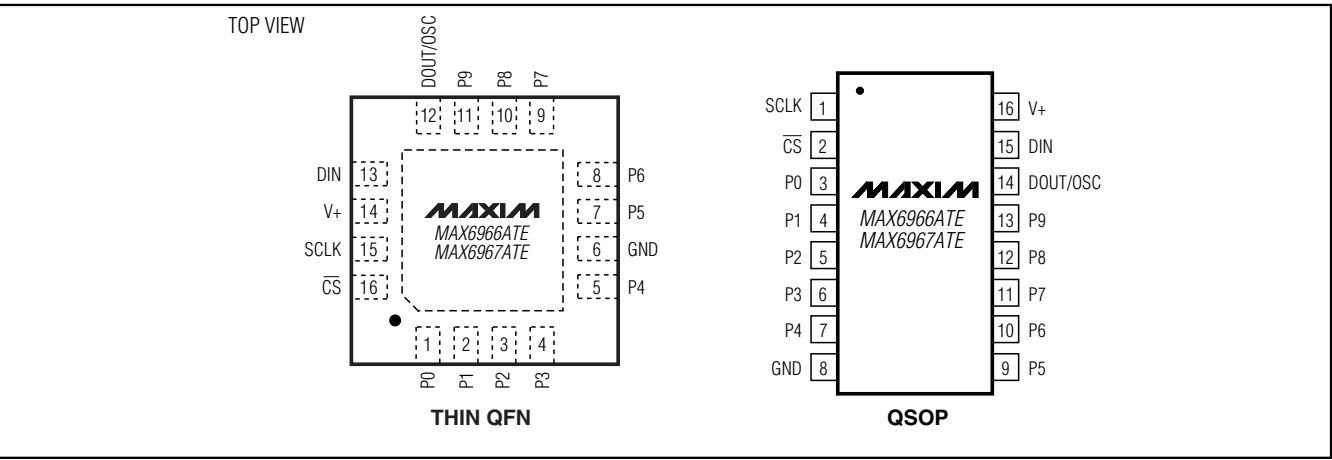 TOP VIEW
DOUT/OSC
P9
P8
P7
12
11
10
9
DIN 13
V+ 14
SCLK 15
C̅S̅ 16
8 P6
7 P5
6 GND
5 P4
MAXIM
MAX6966ATE
MAX6967ATE
1
2
3
4
P0
P1
P2
P3
THIN QFN
SCLK 1
C̅S̅ 2
P0 3
P1 4
P2 5
P3 6
P4 7
GND 8
MAXIM
MAX6966ATE
MAX6967ATE
16 V+
15 DIN
14 DOUT/OSC
13 P9
12 P8
11 P7
10 P6
9 P5
QSOP